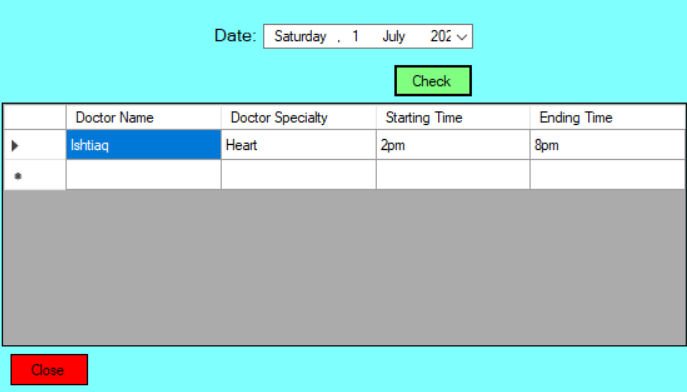 Date: Saturday , 1 July 202
Check
Doctor Name Doctor Specialty Starting Time Ending Time
Ishtiaq Heart 2pm 8pm
Close